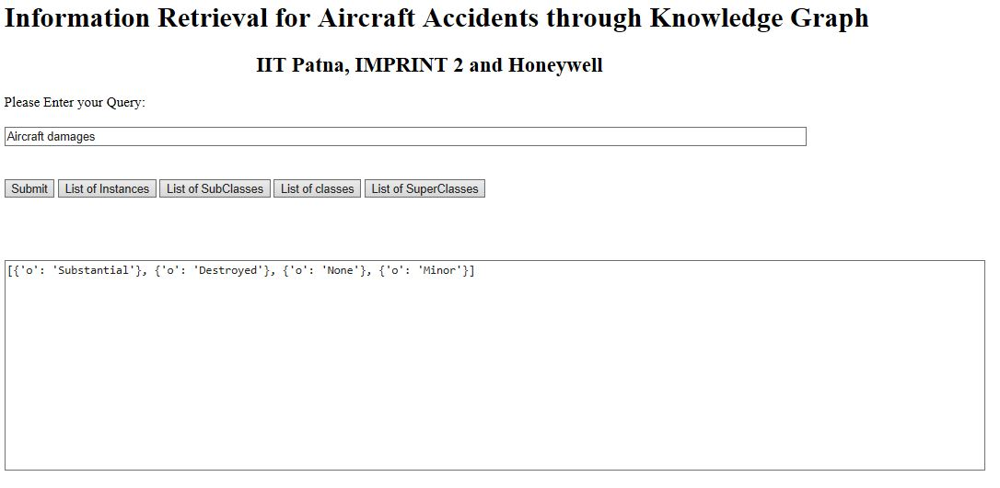 Information Retrieval for Aircraft Accidents through Knowledge Graph
IIT Patna, IMPRINT 2 and Honeywell
Please Enter your Query:
Aircraft damages
Submit List of Instances List of SubClasses List of classes List of SuperClasses
[{'o': 'Substantial'}, {'o': 'Destroyed'}, {'o': 'None'}, {'o': 'Minor'}]